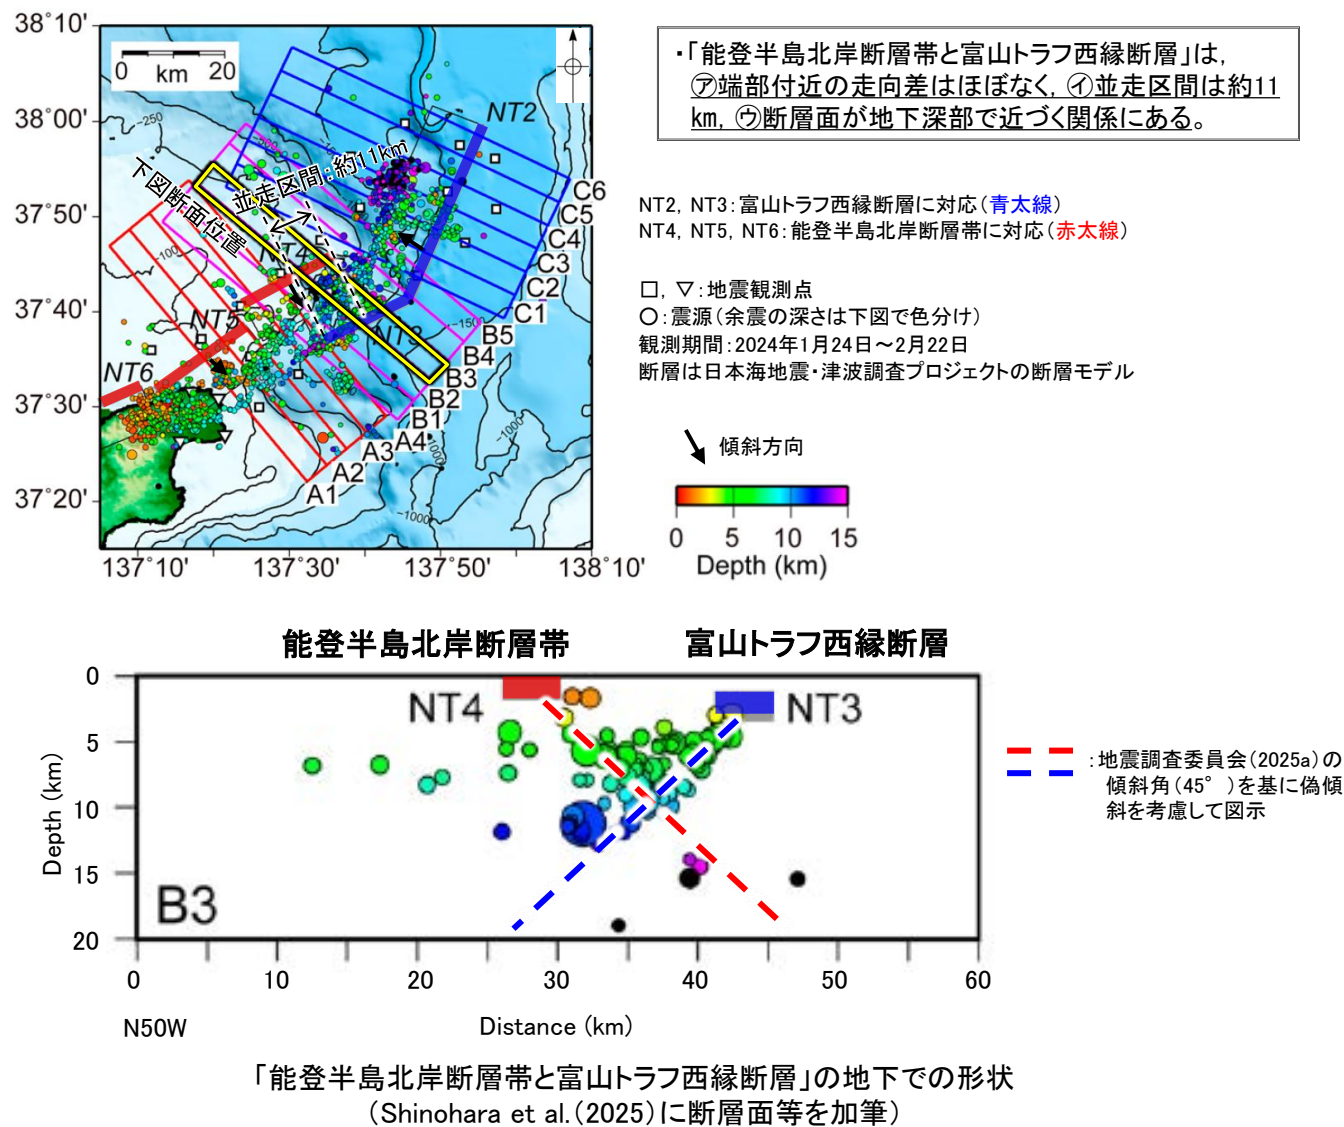 38°10'
38°00'
37°50'
37°40'
37°30'
37°20'
137°10'
137°30'
137°50'
138°10'
0 km 20
-250
-100
-150
-1000
-1000
-1000
下図断面位置
並走区間：約11km
NT2
NT3
NT4
NT5
NT6
C6
C5
C4
C3
C2
C1
B5
B4
B3
B2
B1
A4
A3
A2
A1
・「能登半島北岸断層帯と富山トラフ西縁断層」は，
㋐端部付近の走向差はほぼなく，㋑並走区間は約11
km，㋒断層面が地下深部で近づく関係にある。
NT2，NT3：富山トラフ西縁断層に対応（青太線）
NT4，NT5，NT6：能登半島北岸断層帯に対応（赤太線）
□，▽：地震観測点
○：震源（余震の深さは下図で色分け）
観測期間：2024年1月24日～2月22日
断層は日本海地震・津波調査プロジェクトの断層モデル
傾斜方向
0 5 10 15
Depth (km)
能登半島北岸断層帯 富山トラフ西縁断層
NT4 NT3
0
5
10
15
20
Depth (km)
B3
0 10 20 30 40 50 60
N50W
Distance (km)
：地震調査委員会（2025a）の
傾斜角（45°）を基に偽傾
斜を考慮して図示
「能登半島北岸断層帯と富山トラフ西縁断層」の地下での形状
（Shinohara et al.（2025）に断層面等を加筆）